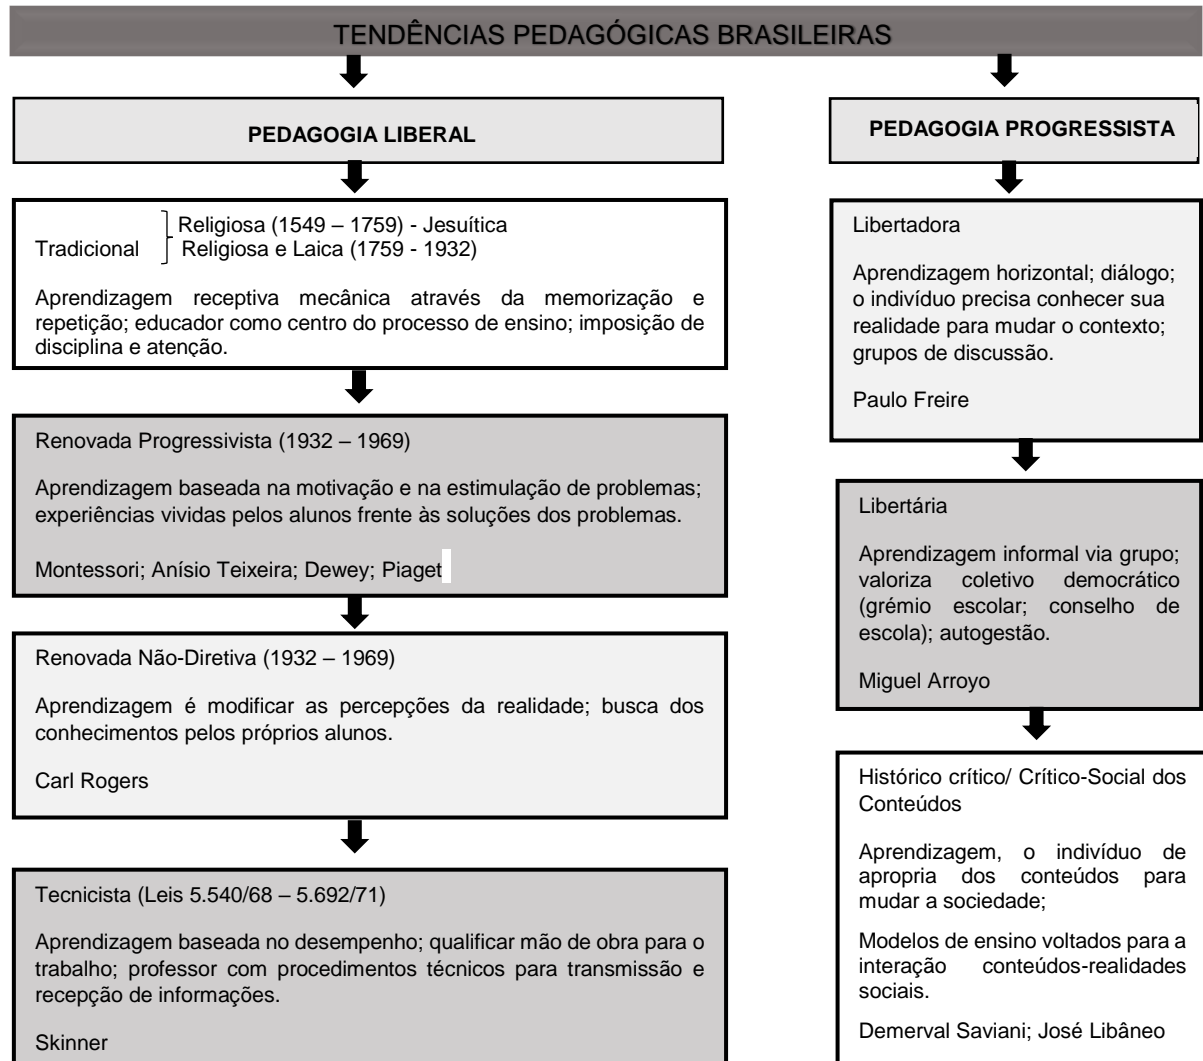 TENDÊNCIAS PEDAGÓGICAS BRASILEIRAS
PEDAGOGIA LIBERAL
Tradicional
Religiosa (1549 – 1759) - Jesuítica
Religiosa e Laica (1759 - 1932)
Aprendizagem receptiva mecânica através da memorização e
repetição; educador como centro do processo de ensino; imposição de
disciplina e atenção.
Renovada Progressivista (1932 – 1969)
Aprendizagem baseada na motivação e na estimulação de problemas;
experiências vividas pelos alunos frente às soluções dos problemas.
Montessori; Anísio Teixeira; Dewey; Piaget
Renovada Não-Diretiva (1932 – 1969)
Aprendizagem é modificar as percepções da realidade; busca dos
conhecimentos pelos próprios alunos.
Carl Rogers
Tecnicista (Leis 5.540/68 – 5.692/71)
Aprendizagem baseada no desempenho; qualificar mão de obra para o
trabalho; professor com procedimentos técnicos para transmissão e
recepção de informações.
Skinner
PEDAGOGIA PROGRESSISTA
Libertadora
Aprendizagem horizontal; diálogo;
o indivíduo precisa conhecer sua
realidade para mudar o contexto;
grupos de discussão.
Paulo Freire
Libertária
Aprendizagem informal via grupo;
valoriza coletivo democrático
(grémio escolar; conselho de
escola); autogestão.
Miguel Arroyo
Histórico crítico/ Crítico-Social dos
Conteúdos
Aprendizagem, o indivíduo de
apropria dos conteúdos para
mudar a sociedade;
Modelos de ensino voltados para a
interação conteúdos-realidades
sociais.
Demerval Saviani; José Libâneo